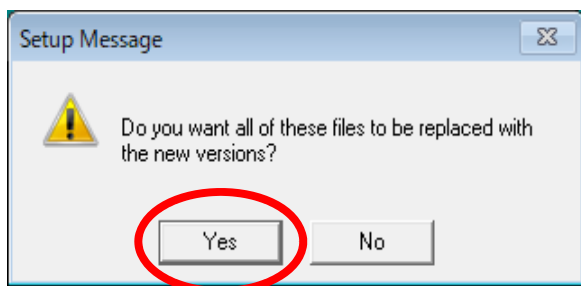 Setup Message
Do you want all of these files to be replaced with
the new versions?
Yes No